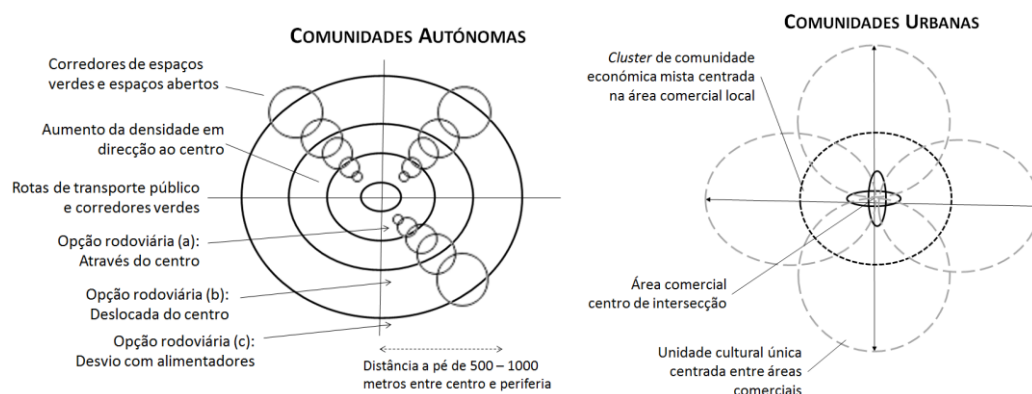 COMUNIDADES AUTÓNOMAS
Corredores de espaços
verdes e espaços abertos
Aumento da densidade em
direcção ao centro
Rotas de transporte público
e corredores verdes
Opção rodoviária (a):
Através do centro
Opção rodoviária (b):
Deslocada do centro
Opção rodoviária (c):
Desvio com alimentadores
Distância a pé de 500 – 1000
metros entre centro e periferia
COMUNIDADES URBANAS
Cluster de comunidade
económica mista centrada
na área comercial local
Área comercial
centro de intersecção
Unidade cultural única
centrada entre áreas
comerciais